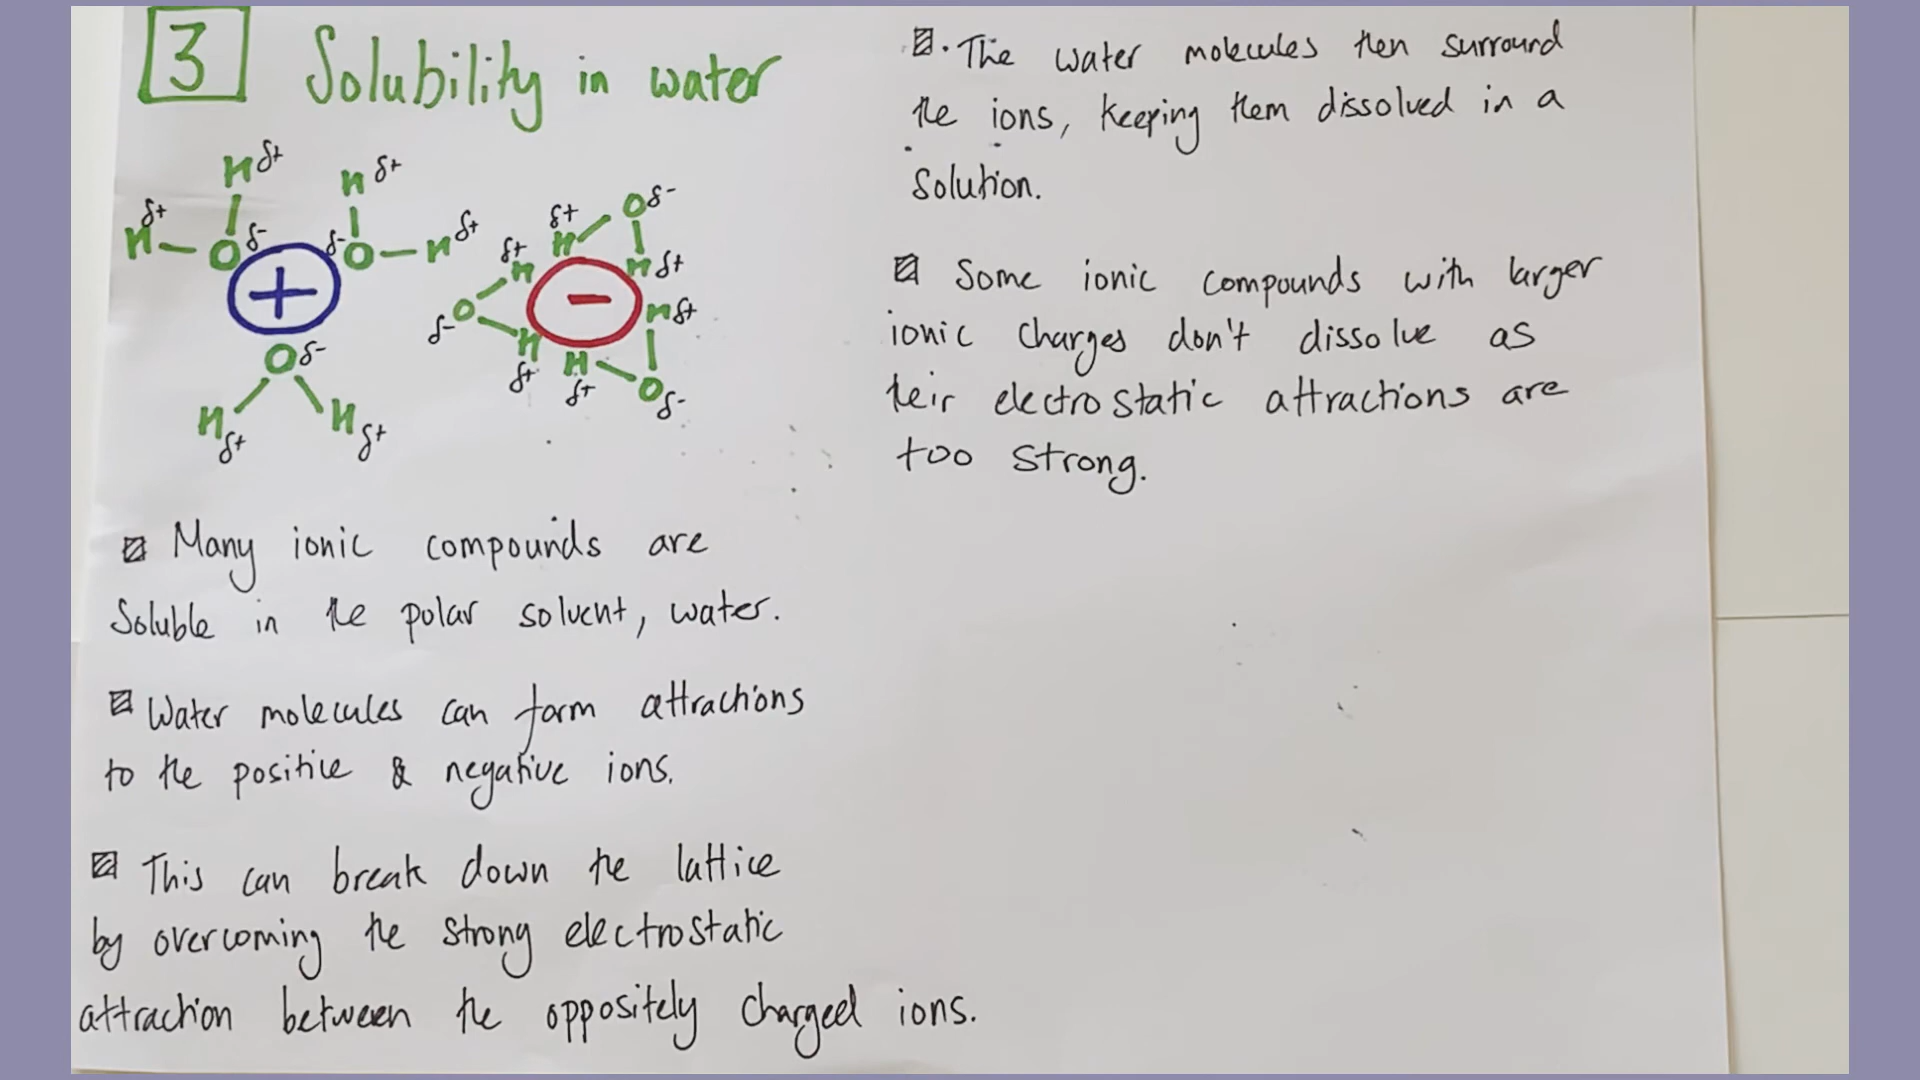 3 Solubility in water
H δ+ H δ+
δ+
H O δ- δ- O H δ+
+
O δ-
H δ+ H δ+
δ+ H O δ-
δ+ H H δ+
δ- O - H δ+
H δ+ H δ+ O δ-
Many ionic compounds are
Soluble in the polar solvent, water.
Water molecules can form attractions
to the positive & negative ions.
This can break down the lattice
by overcoming the strong electrostatic
attraction between the oppositely charged ions.
. The water molecules then surround
the ions, keeping them dissolved in a
solution.
Some ionic compounds with larger
ionic charges don't dissolve as
their electrostatic attractions are
too strong.